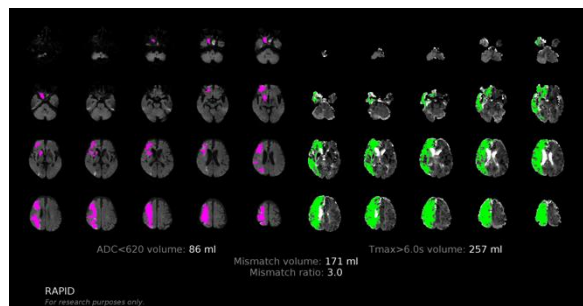 ADC<620 volume: 86 ml
Tmax>6.0s volume: 257 ml
Mismatch volume: 171 ml
Mismatch ratio: 3.0
RAPID
For research purposes only.